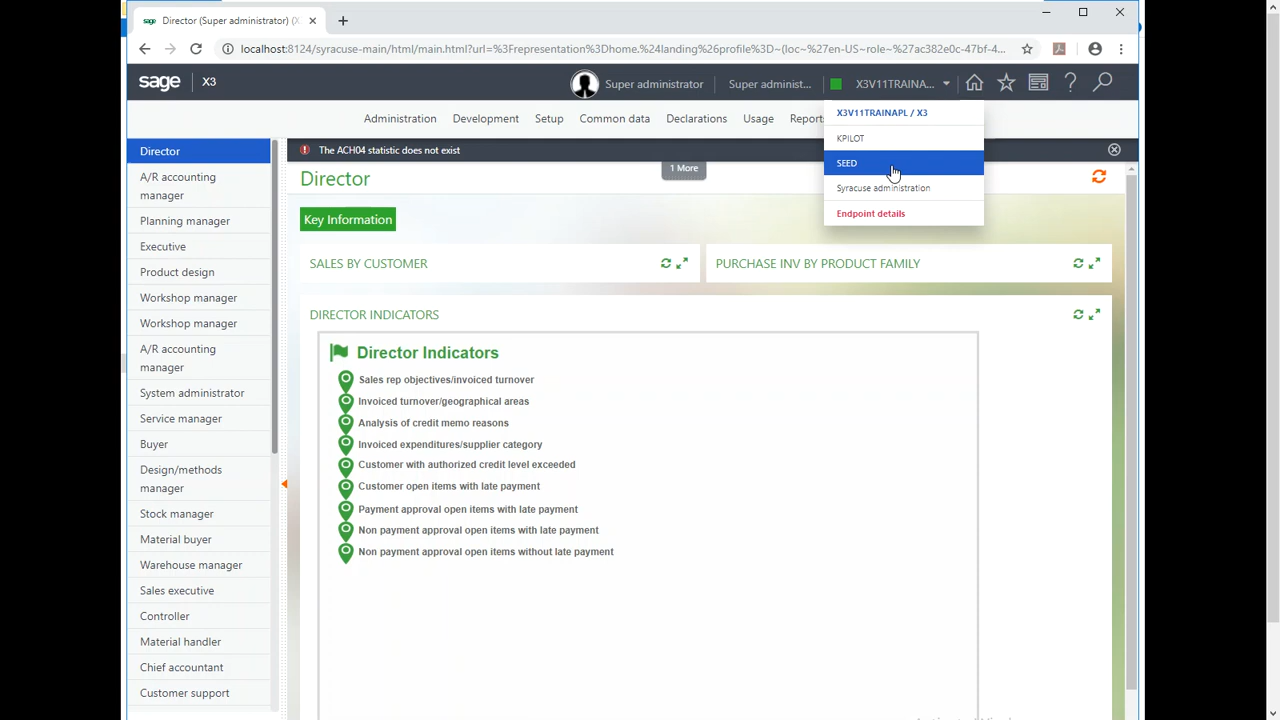 sage Director (Super administrator) (X
localhost:8124/syracuse-main/html/main.html?url=%3Frepresentation%3Dhome.%24landing%26profile%3D~(loc~%27en-US~role~%27ac382e0c-47bf-4...
sage X3 Super administrator Super administ... X3V11TRAINA...
Administration Development Setup Common data Declarations Usage Report
X3V11TRAINAPL / X3
KPILOT
SEED
Syracuse administration
Endpoint details
The ACH04 statistic does not exist
1 More
Director
A/R accounting
manager
Planning manager
Executive
Product design
Workshop manager
Workshop manager
A/R accounting
manager
System administrator
Service manager
Buyer
Design/methods
manager
Stock manager
Material buyer
Warehouse manager
Sales executive
Controller
Material handler
Chief accountant
Customer support
Director
Key Information
SALES BY CUSTOMER
PURCHASE INV BY PRODUCT FAMILY
DIRECTOR INDICATORS
Director Indicators
Sales rep objectives/invoiced turnover
Invoiced turnover/geographical areas
Analysis of credit memo reasons
Invoiced expenditures/supplier category
Customer with authorized credit level exceeded
Customer open items with late payment
Payment approval open items with late payment
Non payment approval open items with late payment
Non payment approval open items without late payment